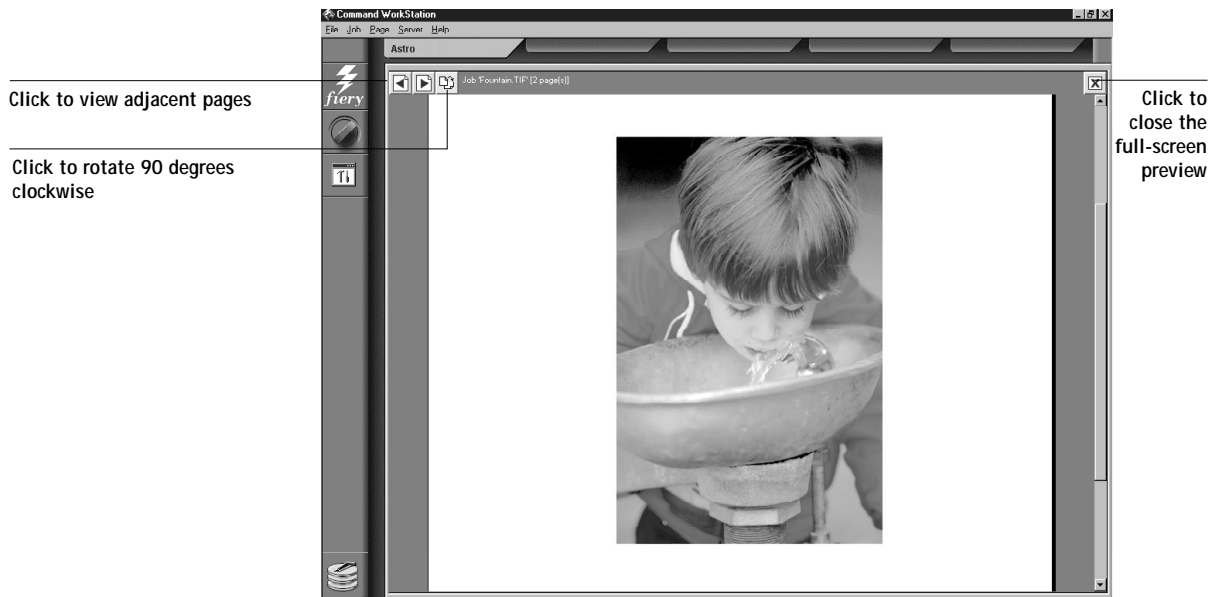 Command WorkStation
File Job Page Server Help
Astro
fiery
Job 'Fountain.TIF' [2 page(s)]
Click to view adjacent pages
Click to rotate 90 degrees
clockwise
Click to
close the
full-screen
preview